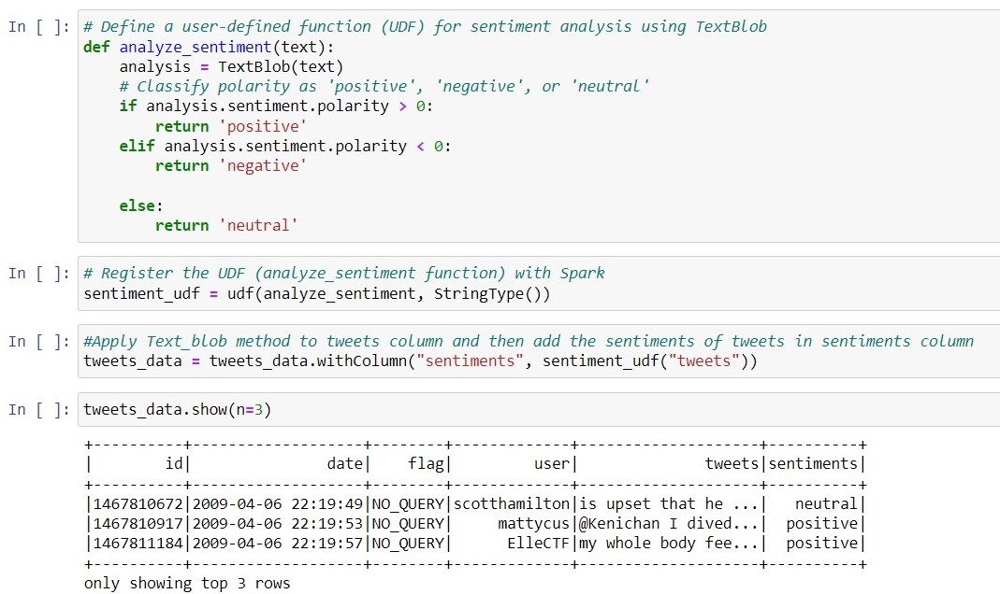 In [ ]: # Define a user-defined function (UDF) for sentiment analysis using TextBlob
def analyze_sentiment(text):
    analysis = TextBlob(text)
    # Classify polarity as 'positive', 'negative', or 'neutral'
    if analysis.sentiment.polarity > 0:
        return 'positive'
    elif analysis.sentiment.polarity < 0:
        return 'negative'
    else:
        return 'neutral'
In [ ]: # Register the UDF (analyze_sentiment function) with Spark
sentiment_udf = udf(analyze_sentiment, StringType())
In [ ]: #Apply Text_blob method to tweets column and then add the sentiments of tweets in sentiments column
tweets_data = tweets_data.withColumn("sentiments", sentiment_udf("tweets"))
In [ ]: tweets_data.show(n=3)
+----------+-------------------+--------+-------------+--------------------+----------+
|        id|               date|    flag|         user|              tweets|sentiments|
+----------+-------------------+--------+-------------+--------------------+----------+
|1467810672|2009-04-06 22:19:49|NO_QUERY|scotthamilton|is upset that he ...|   neutral|
|1467810917|2009-04-06 22:19:53|NO_QUERY|     mattycus|@Kenichan I dived...|  positive|
|1467811184|2009-04-06 22:19:57|NO_QUERY|      ElleCTF|my whole body fee...|  positive|
+----------+-------------------+--------+-------------+--------------------+----------+
only showing top 3 rows